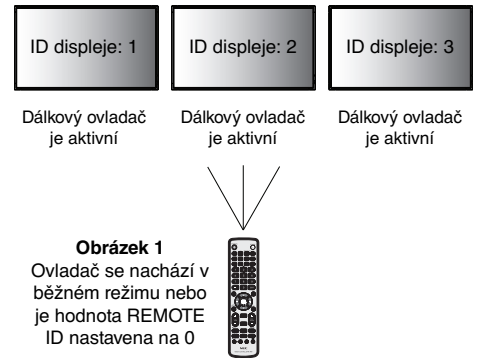 ID displeje: 1
ID displeje: 2
ID displeje: 3
Dálkový ovladač
je aktivní
Dálkový ovladač
je aktivní
Dálkový ovladač
je aktivní
Obrázek 1
Ovladač se nachází v
běžném režimu nebo
je hodnota REMOTE
ID nastavena na 0